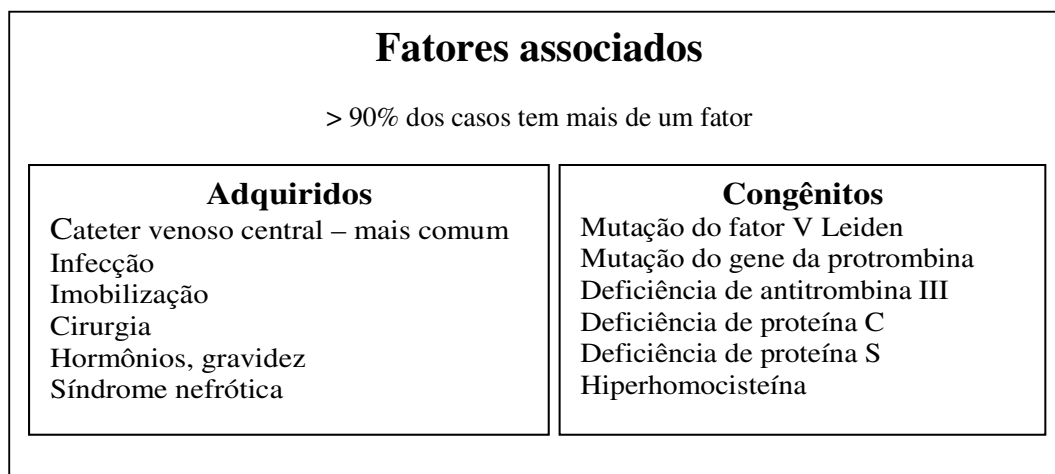 Fatores associados
> 90% dos casos tem mais de um fator
Adquiridos
Cateter venoso central – mais comum
Infecção
Imobilização
Cirurgia
Hormônios, gravidez
Síndrome nefrótica
Congênitos
Mutação do fator V Leiden
Mutação do gene da protrombina
Deficiência de antitrombina III
Deficiência de proteína C
Deficiência de proteína S
Hiperhomocisteína